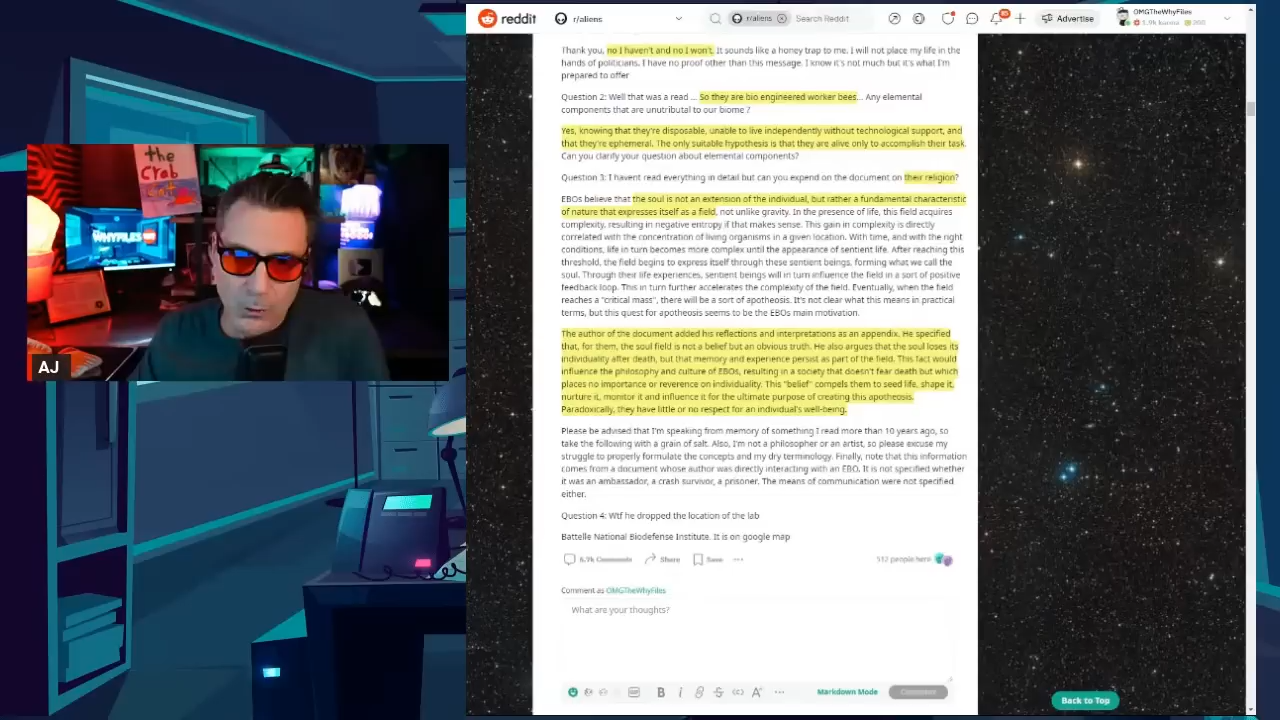 reddit
r/aliens
r/aliens
Search Reddit
Advertise
OMGTheWhyFiles
1.9k karma
Thank you, no I haven't and no I won't. It sounds like a honey trap to me. I will not place my life in the
hands of politicians. I have no proof other than this message. I know it's not much but it's what I'm
prepared to offer
Question 2: Well that was a read ... So they are bio engineered worker bees... Any elemental
components that are unutributal to our biome ?
Yes, knowing that they're disposable, unable to live independently without technological support, and
that they're ephemeral. The only suitable hypothesis is that they are alive only to accomplish their task.
Can you clarify your question about elemental components?
Question 3: I havent read everything in detail but can you expend on the document on their religion?
EBOs believe that the soul is not an extension of the individual, but rather a fundamental characteristic
of nature that expresses itself as a field, not unlike gravity. In the presence of life, this field acquires
complexity, resulting in negative entropy if that makes sense. This gain in complexity is directly
correlated with the concentration of living organisms in a given location. With time, and with the right
conditions, life in turn becomes more complex until the appearance of sentient life. After reaching this
threshold, the field begins to express itself through these sentient beings, forming what we call the
soul. Through their life experiences, sentient beings will in turn influence the field in a sort of positive
feedback loop. This in turn further accelerates the complexity of the field. Eventually, when the field
reaches a "critical mass", there will be a sort of apotheosis. It's not clear what this means in practical
terms, but this quest for apotheosis seems to be the EBOs main motivation.
The author of the document added his reflections and interpretations as an appendix. He specified
that, for them, the soul field is not a belief but an obvious truth. He also argues that the soul loses its
individuality after death, but that memory and experience persist as part of the field. This fact would
influence the philosophy and culture of EBOs, resulting in a society that doesn't fear death but which
places no importance or reverence on individuality. This "belief" compels them to seed life, shape it,
nurture it, monitor it and influence it for the ultimate purpose of creating this apotheosis.
Paradoxically, they have little or no respect for an individual's well-being.
Please be advised that I'm speaking from memory of something I read more than 10 years ago, so
take the following with a grain of salt. Also, I'm not a philosopher or an artist, so please excuse my
struggle to properly formulate the concepts and my dry terminology. Finally, note that this information
comes from a document whose author was directly interacting with an EBO. It is not specified whether
it was an ambassador, a crash survivor, a prisoner. The means of communication were not specified
either.
Question 4: Wtf he dropped the location of the lab
Battelle National Biodefense Institute. It is on google map
Comments
Share
Save
people here
Comment as OMGTheWhyFiles
What are your thoughts?
GIF
B
i
Markdown Mode
Comment
Back to Top
the
Crab
WHYFILES
AJ